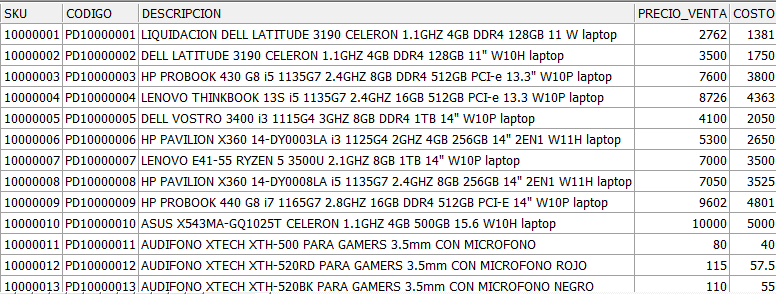 SKU CODIGO DESCRIPCION PRECIO_VENTA COSTO
10000001 PD10000001 LIQUIDACION DELL LATITUDE 3190 CELERON 1.1GHZ 4GB DDR4 128GB 11 W laptop 2762 1381
10000002 PD10000002 DELL LATITUDE 3190 CELERON 1.1GHZ 4GB DDR4 128GB 11" W10H laptop 3500 1750
10000003 PD10000003 HP PROBOOK 430 G8 i5 1135G7 2.4GHZ 8GB DDR4 512GB PCI-e 13.3" W10P laptop 7600 3800
10000004 PD10000004 LENOVO THINKBOOK 13S i5 1135G7 2.4GHZ 16GB 512GB PCI-e 13.3 W10P laptop 8726 4363
10000005 PD10000005 DELL VOSTRO 3400 i3 1115G4 3GHZ 8GB DDR4 1TB 14" W10P laptop 4100 2050
10000006 PD10000006 HP PAVILION X360 14-DY0003LA i3 1125G4 2GHZ 4GB 256GB 14" 2EN1 W11H laptop 5300 2650
10000007 PD10000007 LENOVO E41-55 RYZEN 5 3500U 2.1GHZ 8GB 1TB 14" W10P laptop 7000 3500
10000008 PD10000008 HP PAVILION X360 14-DY0008LA i5 1135G7 2.4GHZ 8GB 256GB 14" 2EN1 W11H laptop 7050 3525
10000009 PD10000009 HP PROBOOK 440 G8 i7 1165G7 2.8GHZ 16GB DDR4 512GB PCI-E 14" W10P laptop 9602 4801
10000010 PD10000010 ASUS X543MA-GQ1025T CELERON 1.1GHZ 4GB 500GB 15.6 W10H laptop 10000 5000
10000011 PD10000011 AUDIFONO XTECH XTH-500 PARA GAMERS 3.5mm CON MICROFONO 80 40
10000012 PD10000012 AUDIFONO XTECH XTH-520RD PARA GAMERS 3.5mm CON MICROFONO ROJO 115 57.5
10000013 PD10000013 AUDIFONO XTECH XTH-520BK PARA GAMERS 3.5mm CON MICROFONO NEGRO 110 55